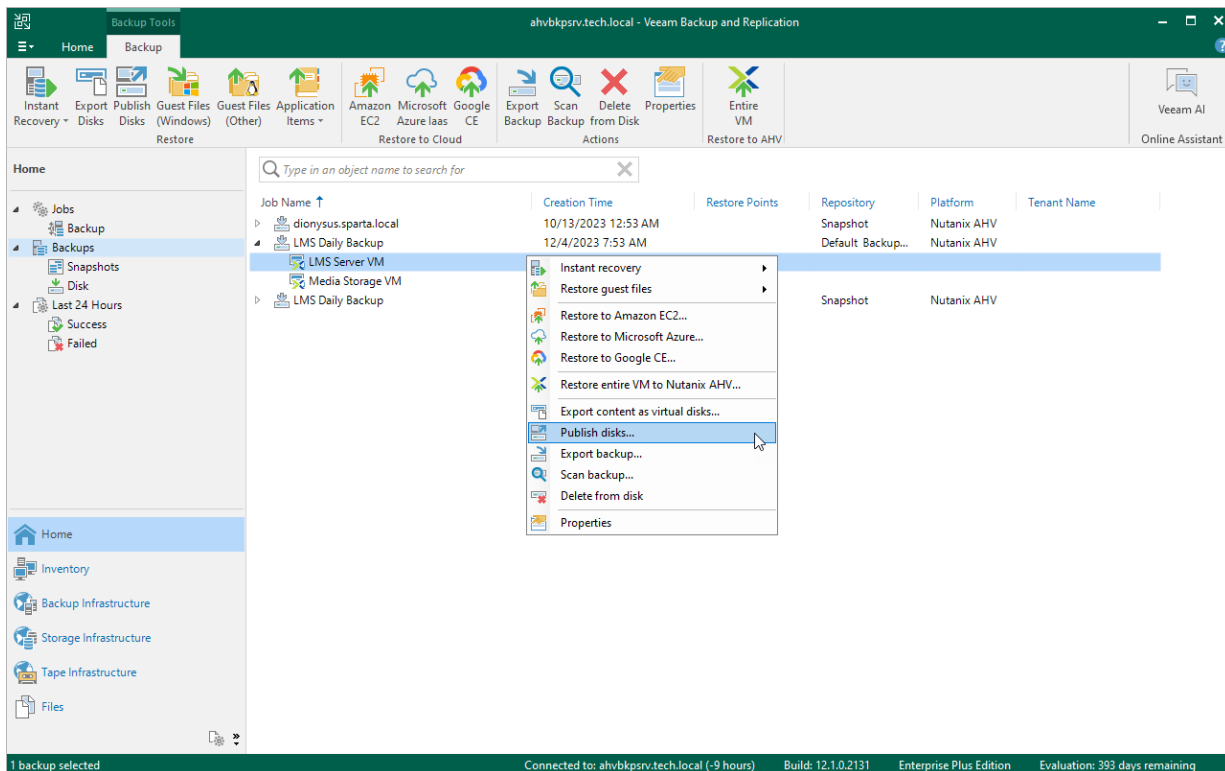 Backup Tools
ahvbkpsrv.tech.local - Veeam Backup and Replication
Home Backup
?
Instant Recovery
Export Disks
Publish Disks
Guest Files (Windows)
Guest Files (Other)
Application Items
Amazon EC2
Microsoft Azure Iaas
Google CE
Export Backup
Scan Backup
Delete from Disk
Properties
Entire VM
Veeam AI
Restore
Restore to Cloud
Actions
Restore to AHV
Online Assistant
Home
Type in an object name to search for
Jobs
Backup
Backups
Snapshots
Disk
Last 24 Hours
Success
Failed
Job Name Creation Time Restore Points Repository Platform Tenant Name
dionysus.sparta.local 10/13/2023 12:53 AM Snapshot Nutanix AHV
LMS Daily Backup 12/4/2023 7:53 AM Default Backup... Nutanix AHV
LMS Server VM
Media Storage VM
LMS Daily Backup Snapshot Nutanix AHV
Instant recovery
Restore guest files
Restore to Amazon EC2...
Restore to Microsoft Azure...
Restore to Google CE...
Restore entire VM to Nutanix AHV...
Export content as virtual disks...
Publish disks...
Export backup...
Scan backup...
Delete from disk
Properties
Home
Inventory
Backup Infrastructure
Storage Infrastructure
Tape Infrastructure
Files
1 backup selected Connected to: ahvbkpsrv.tech.local (-9 hours) Build: 12.1.0.2131 Enterprise Plus Edition Evaluation: 393 days remaining